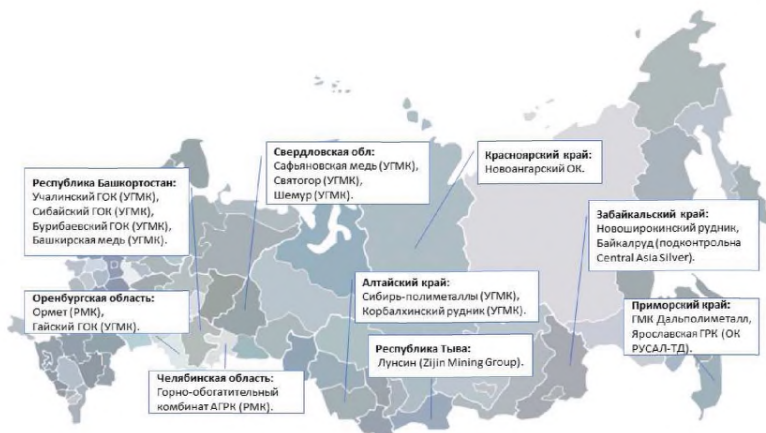 Свердловская обл:
Сафьяновская медь (УГМК),
Святогор (УГМК),
Шемур (УГМК).
Красноярский край:
Новоангарский ОК.
Республика Башкортостан:
Учалинский ГОК (УГМК),
Сибайский ГОК (УГМК),
Бурибаевский ГОК (УГМК),
Башкирская медь (УГМК).
Забайкальский край:
Новоширокинский рудник,
Байкалруд (подконтрольна
Central Asia Silver).
Алтайский край:
Сибирь-полиметаллы (УГМК),
Корбалхинский рудник (УГМК).
Оренбургская область:
Ормет (РМК),
Гайский ГОК (УГМК).
Приморский край:
ГМК Дальполиметалл,
Ярославская ГРК (ОК
РУСАЛ-ТД).
Республика Тыва:
Лунсин (Zijin Mining Group).
Челябинская область:
Горно-обогатительный
комбинат АГРК (РМК).